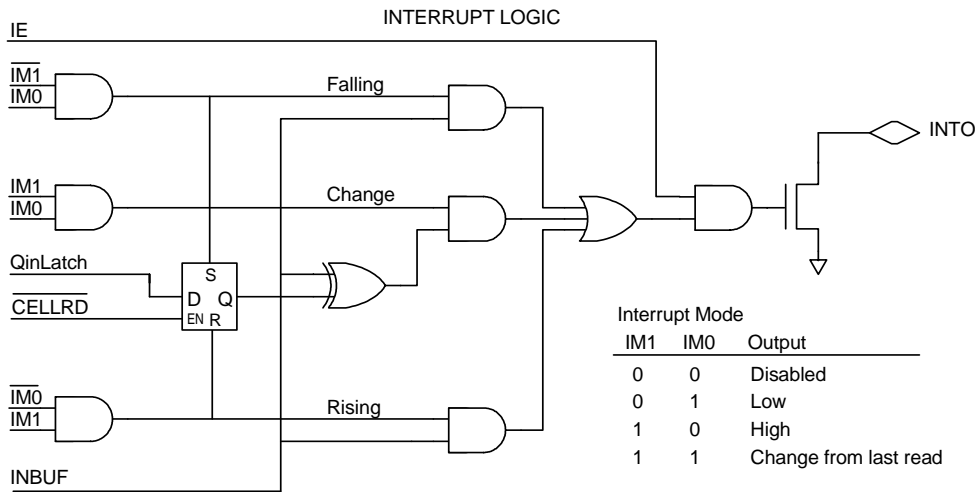 INTERRUPT LOGIC
IE
IM1
IM0
Falling
INTO
IM1
IM0
Change
QinLatch
S
D Q
CELLRD
EN R
Interrupt Mode
IM1 IM0 Output
0 0 Disabled
0 1 Low
1 0 High
1 1 Change from last read
IM0
IM1
Rising
INBUF